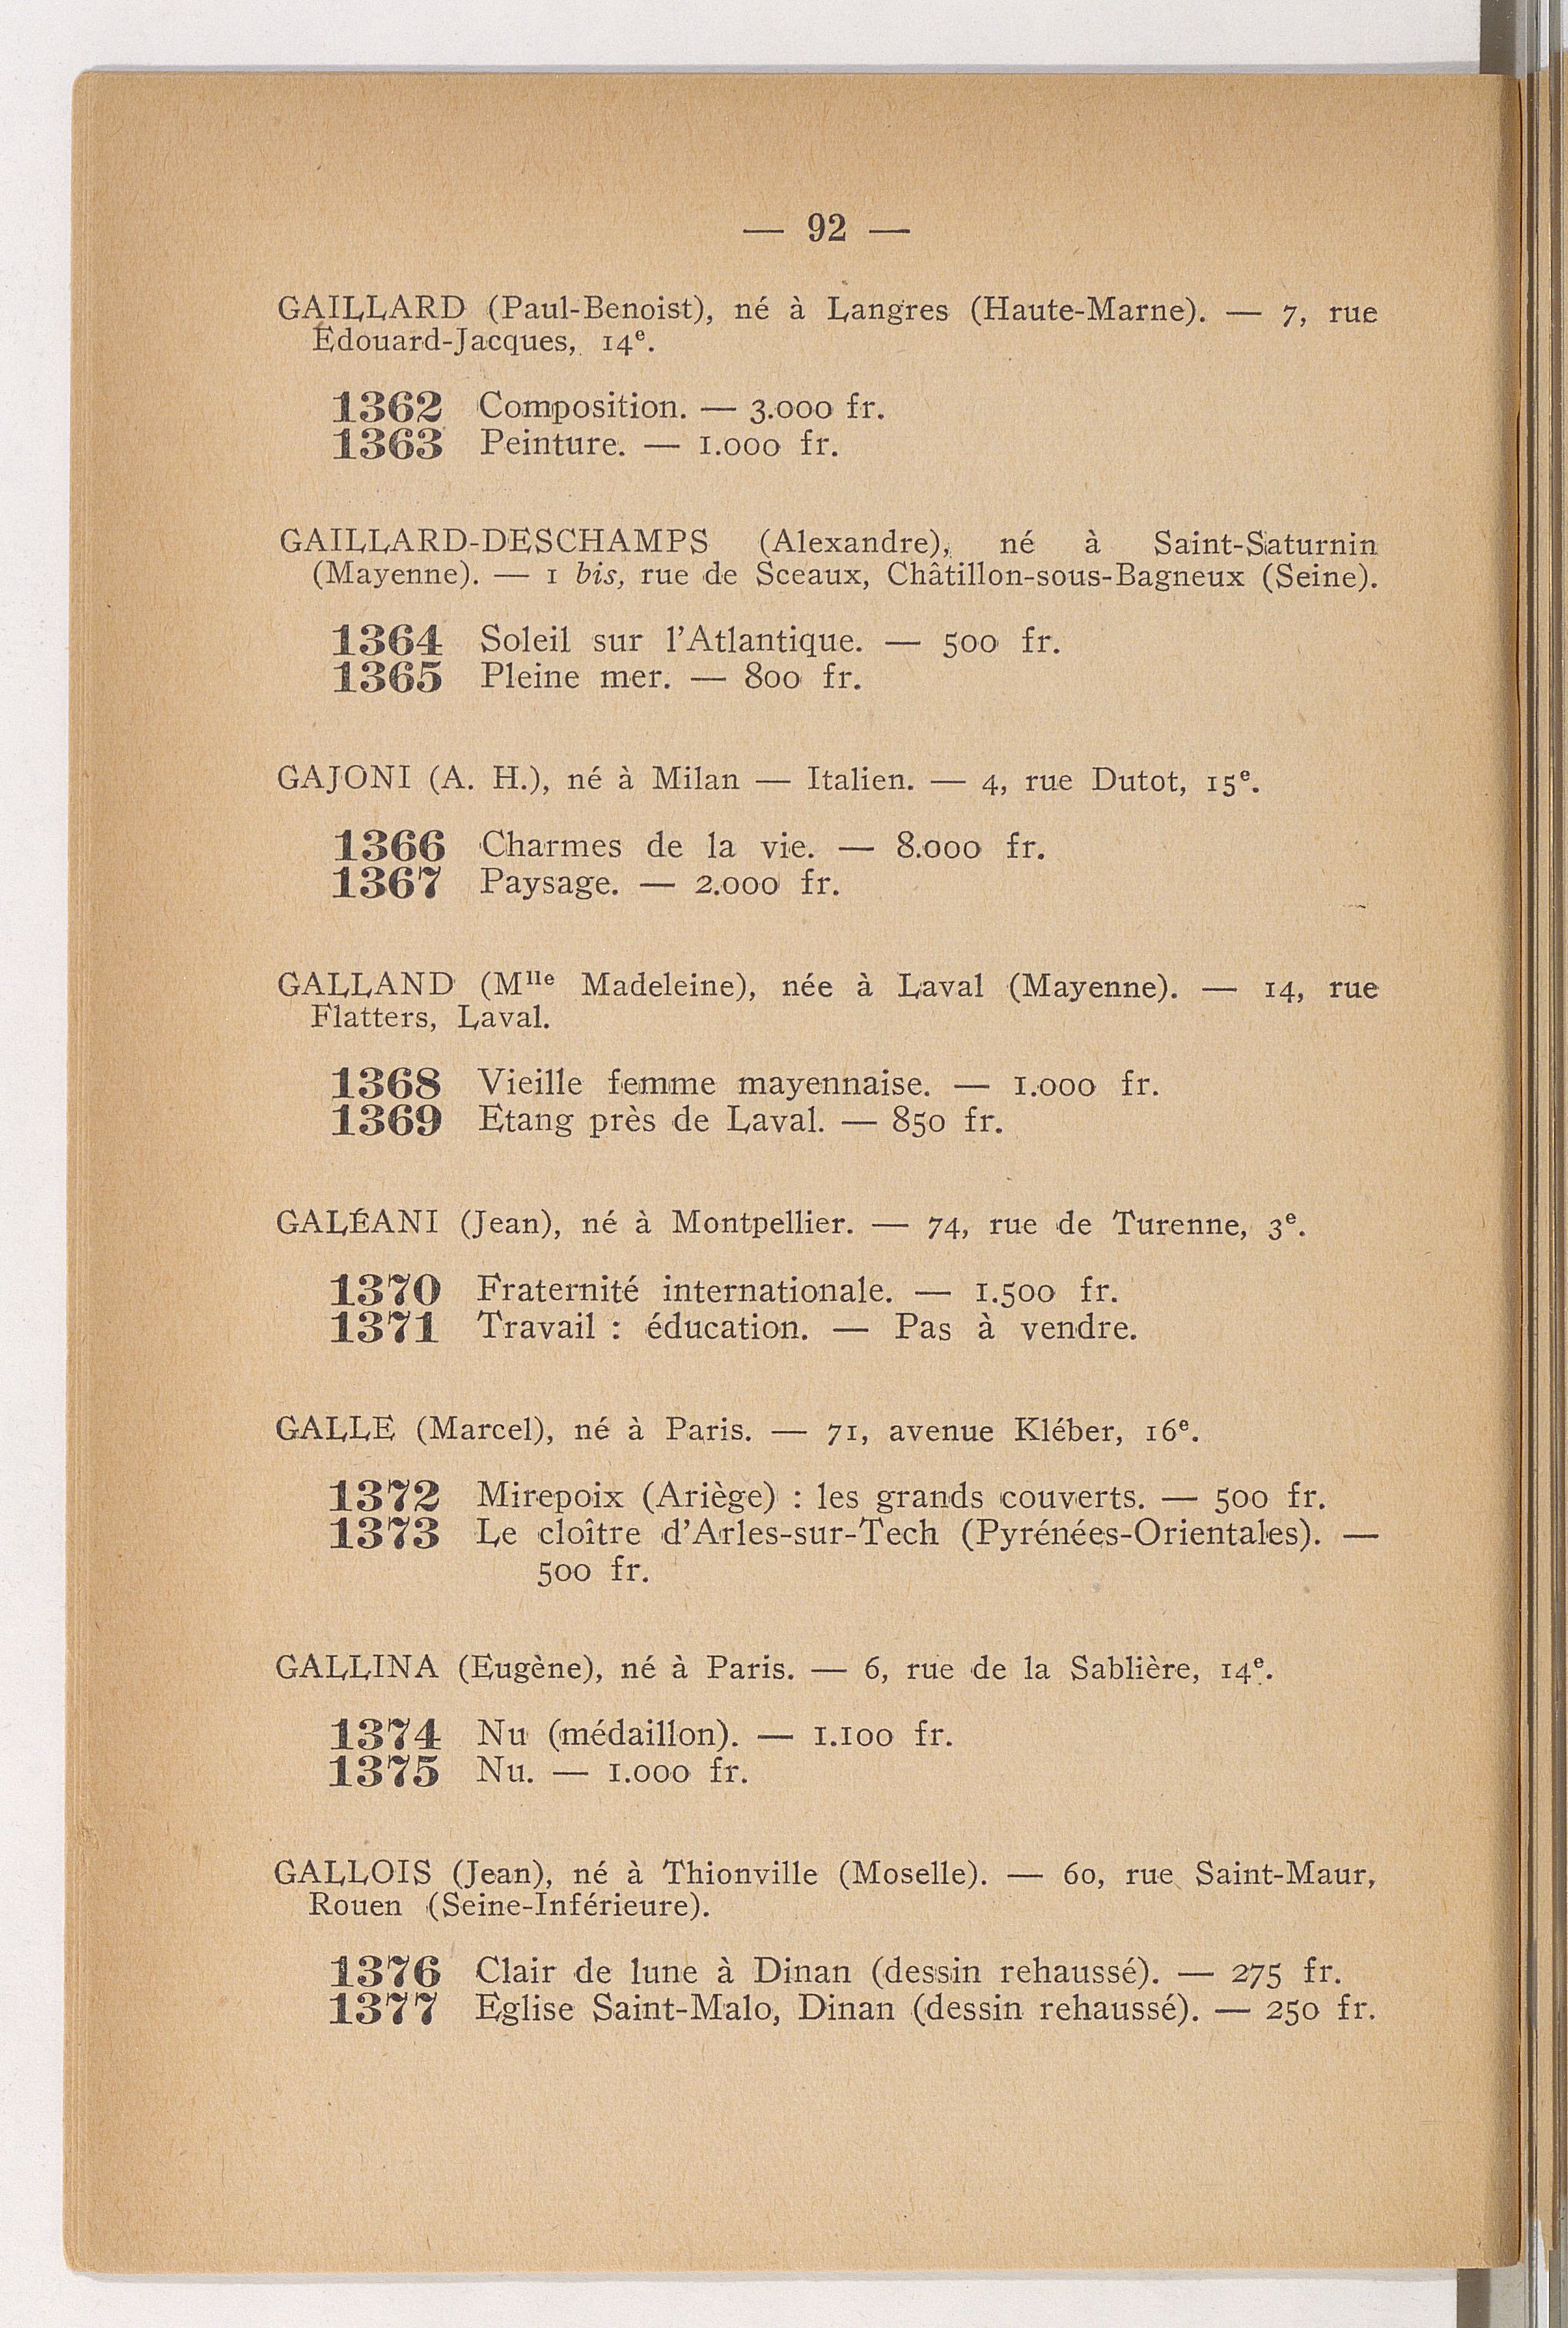 — 92 —
GAILLARD (Paul-Benoist), né à Langres (Haute-Marne). — 7, rue
Édouard-Jacques, 14e.
1362 Composition. — 3.000 fr.
1363 Peinture. — 1.000 fr.
GAILLARD-DESCHAMPS (Alexandre), né à Saint-Saturnin
(Mayenne). — 1 bis, rue de Sceaux, Châtillon-sous-Bagneux (Seine).
1364 Soleil sur l'Atlantique. — 500 fr.
1365 Pleine mer. — 800 fr.
GAJONI (A. H.), né à Milan — Italien. — 4, rue Dutot, 15e.
1366 Charmes de la vie. — 8.000 fr.
1367 Paysage. — 2.000 fr.
GALLAND (Mlle Madeleine), née à Laval (Mayenne). — 14, rue
Flatters, Laval.
1368 Vieille femme mayennaise. — 1.000 fr.
1369 Etang près de Laval. — 850 fr.
GALÉANI (Jean), né à Montpellier. — 74, rue de Turenne, 3e.
1370 Fraternité internationale. — 1.500 fr.
1371 Travail : éducation. — Pas à vendre.
GALLE (Marcel), né à Paris. — 71, avenue Kléber, 16e.
1372 Mirepoix (Ariège) : les grands couverts. — 500 fr.
1373 Le cloître d'Arles-sur-Tech (Pyrénées-Orientales). —
500 fr.
GALLINA (Eugène), né à Paris. — 6, rue de la Sablière, 14e.
1374 Nu (médaillon). — 1.100 fr.
1375 Nu. — 1.000 fr.
GALLOIS (Jean), né à Thionville (Moselle). — 60, rue Saint-Maur,
Rouen (Seine-Inférieure).
1376 Clair de lune à Dinan (dessin rehaussé). — 275 fr.
1377 Eglise Saint-Malo, Dinan (dessin rehaussé). — 250 fr.